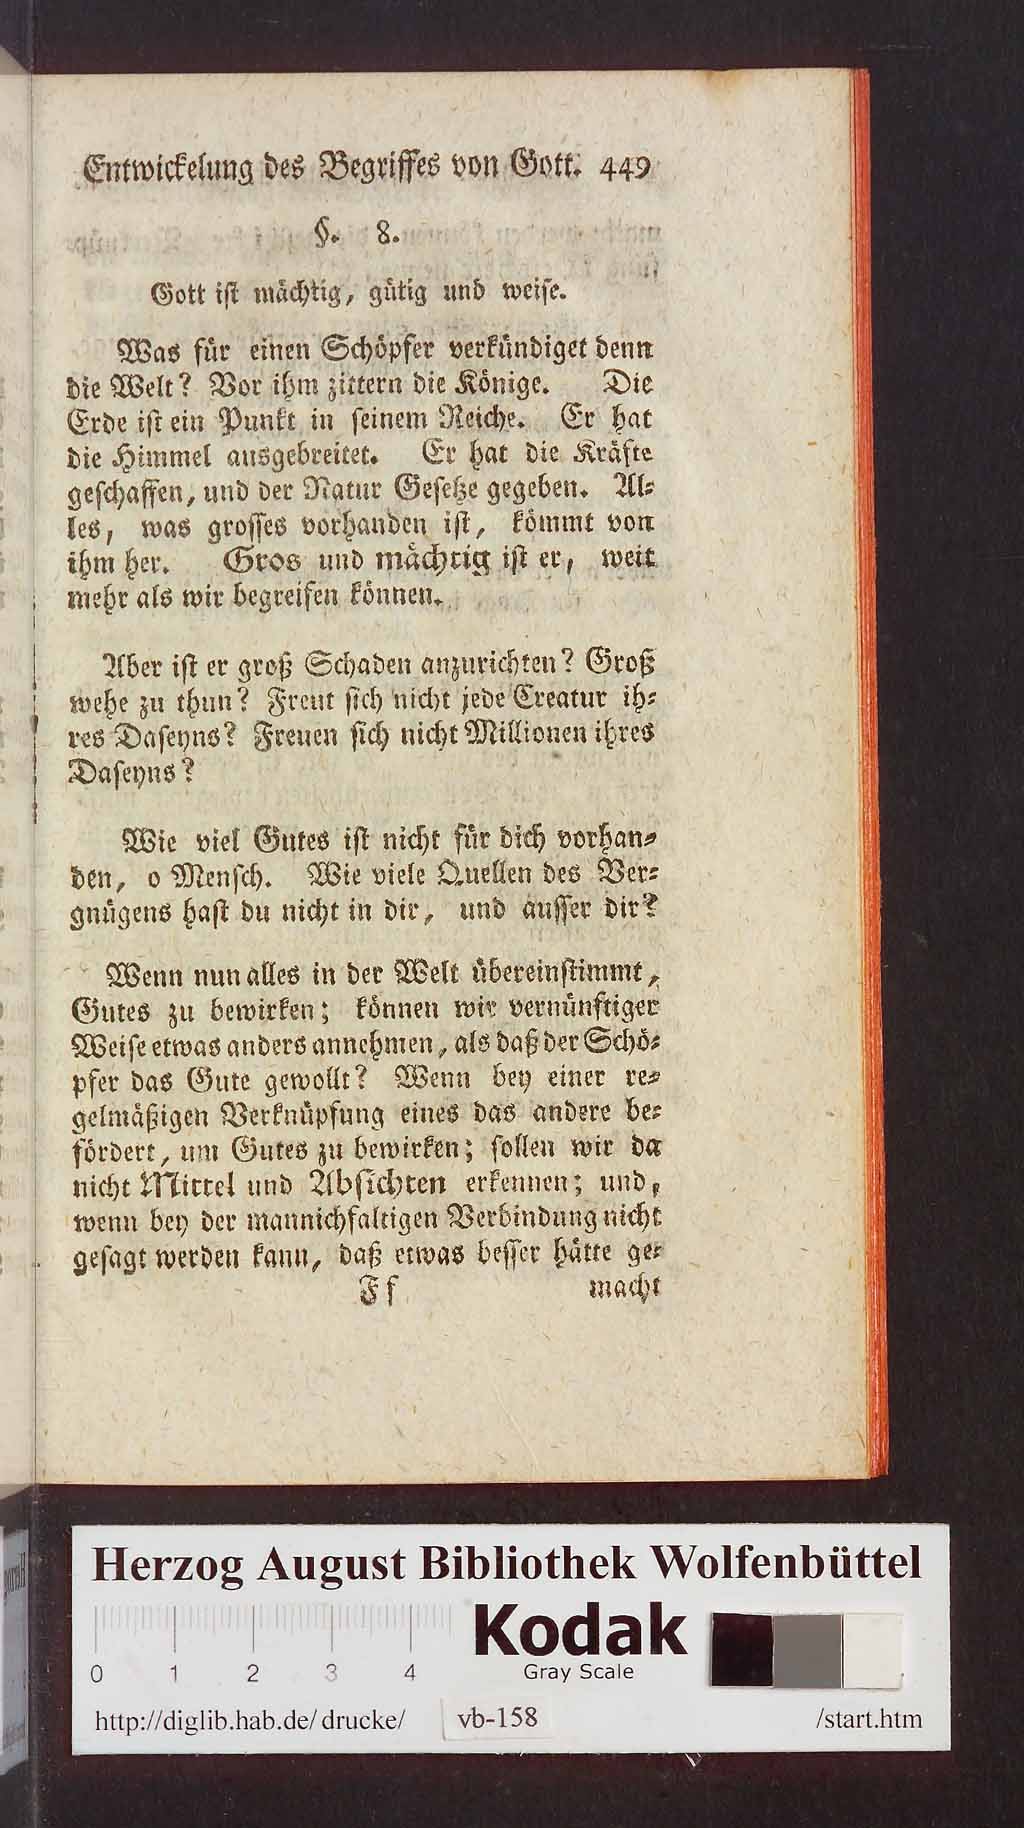 Entwickelung des Begriffes von Gott. 449
§. 8.
Gott ist mächtig, gütig und weise.
Was für einen Schöpfer verkündiget denn
die Welt? Vor ihm zittern die Könige. Die
Erde ist ein Punkt in seinem Reiche. Er hat
die Himmel ausgebreitet. Er hat die Kräfte
geschaffen, und der Natur Gesetze gegeben. Al-
les, was grosses vorhanden ist, kömmt von
ihm her. Gros und mächtig ist er, weit
mehr als wir begreifen können.
Aber ist er groß Schaden anzurichten? Groß
wehe zu thun? Freut sich nicht jede Creatur ih-
res Daseyns? Freuen sich nicht Millionen ihres
Daseyns?
Wie viel Gutes ist nicht für dich vorhan-
den, o Mensch. Wie viele Quellen des Ver-
gnügens hast du nicht in dir, und ausser dir?
Wenn nun alles in der Welt übereinstimmt,
Gutes zu bewirken; können wir vernünftiger
Weise etwas anders annehmen, als daß der Schö-
pfer das Gute gewollt? Wenn bey einer re-
gelmäßigen Verknüpfung eines das andere be-
fördert, um Gutes zu bewirken; sollen wir da
nicht Mittel und Absichten erkennen; und,
wenn bey der mannichfaltigen Verbindung nicht
gesagt werden kann, daß etwas besser hätte ge-
Ff macht
Herzog August Bibliothek Wolfenbüttel
Kodak
Gray Scale
0 1 2 3 4
http://diglib.hab.de/drucke/ vb-158 /start.htm